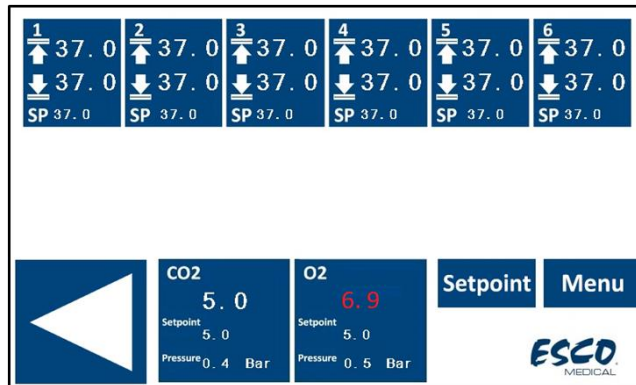 1 2 3 4 5 6
37.0 37.0 37.0 37.0 37.0 37.0
37.0 37.0 37.0 37.0 37.0 37.0
SP 37.0 SP 37.0 SP 37.0 SP 37.0 SP 37.0 SP 37.0
CO2
5.0
Setpoint
5.0
Pressure 0.4 Bar
O2
6.9
Setpoint
5.0
Pressure 0.5 Bar
Setpoint
Menu
ESCO
MEDICAL